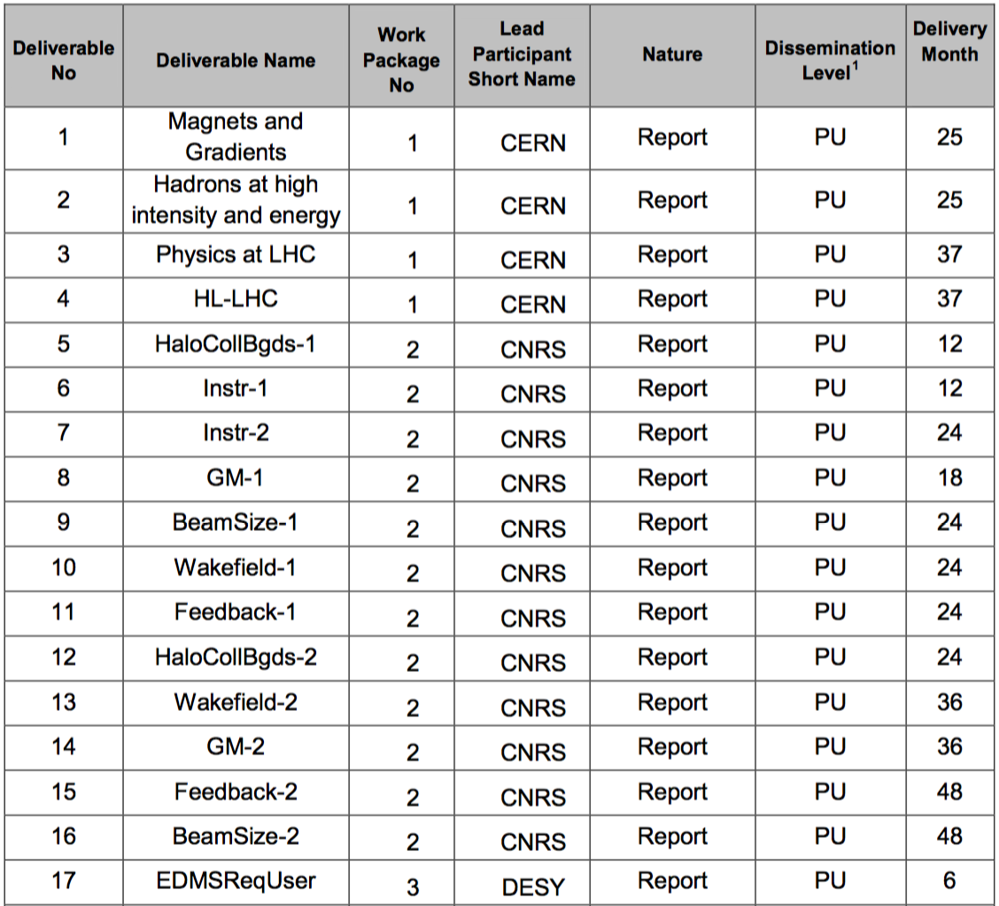 Deliverable No Deliverable Name Work Package No Lead Participant Short Name Nature Dissemination Level1 Delivery Month
1 Magnets and Gradients 1 CERN Report PU 25
2 Hadrons at high intensity and energy 1 CERN Report PU 25
3 Physics at LHC 1 CERN Report PU 37
4 HL-LHC 1 CERN Report PU 37
5 HaloCollBgds-1 2 CNRS Report PU 12
6 Instr-1 2 CNRS Report PU 12
7 Instr-2 2 CNRS Report PU 24
8 GM-1 2 CNRS Report PU 18
9 BeamSize-1 2 CNRS Report PU 24
10 Wakefield-1 2 CNRS Report PU 24
11 Feedback-1 2 CNRS Report PU 24
12 HaloCollBgds-2 2 CNRS Report PU 24
13 Wakefield-2 2 CNRS Report PU 36
14 GM-2 2 CNRS Report PU 36
15 Feedback-2 2 CNRS Report PU 48
16 BeamSize-2 2 CNRS Report PU 48
17 EDMSReqUser 3 DESY Report PU 6